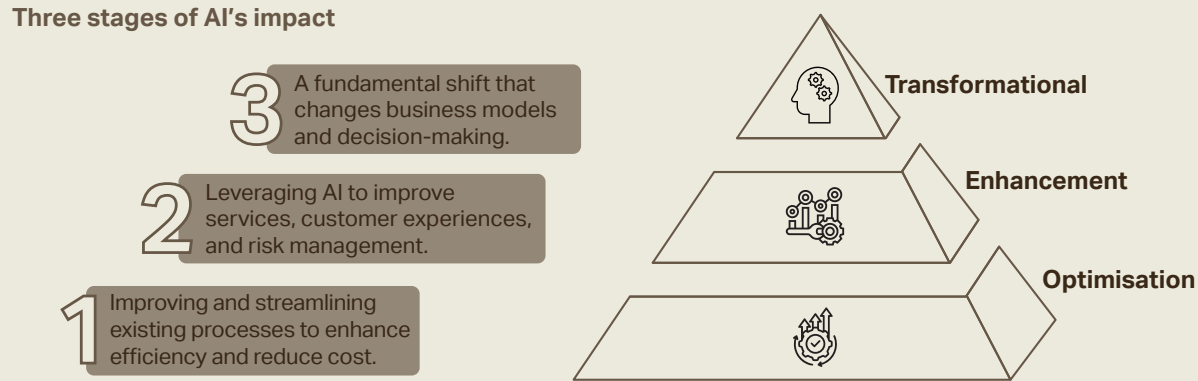 Three stages of AI’s impact
3
A fundamental shift that
changes business models
and decision-making.
Transformational
2
Leveraging AI to improve
services, customer experiences,
and risk management.
Enhancement
1
Improving and streamlining
existing processes to enhance
efficiency and reduce cost.
Optimisation